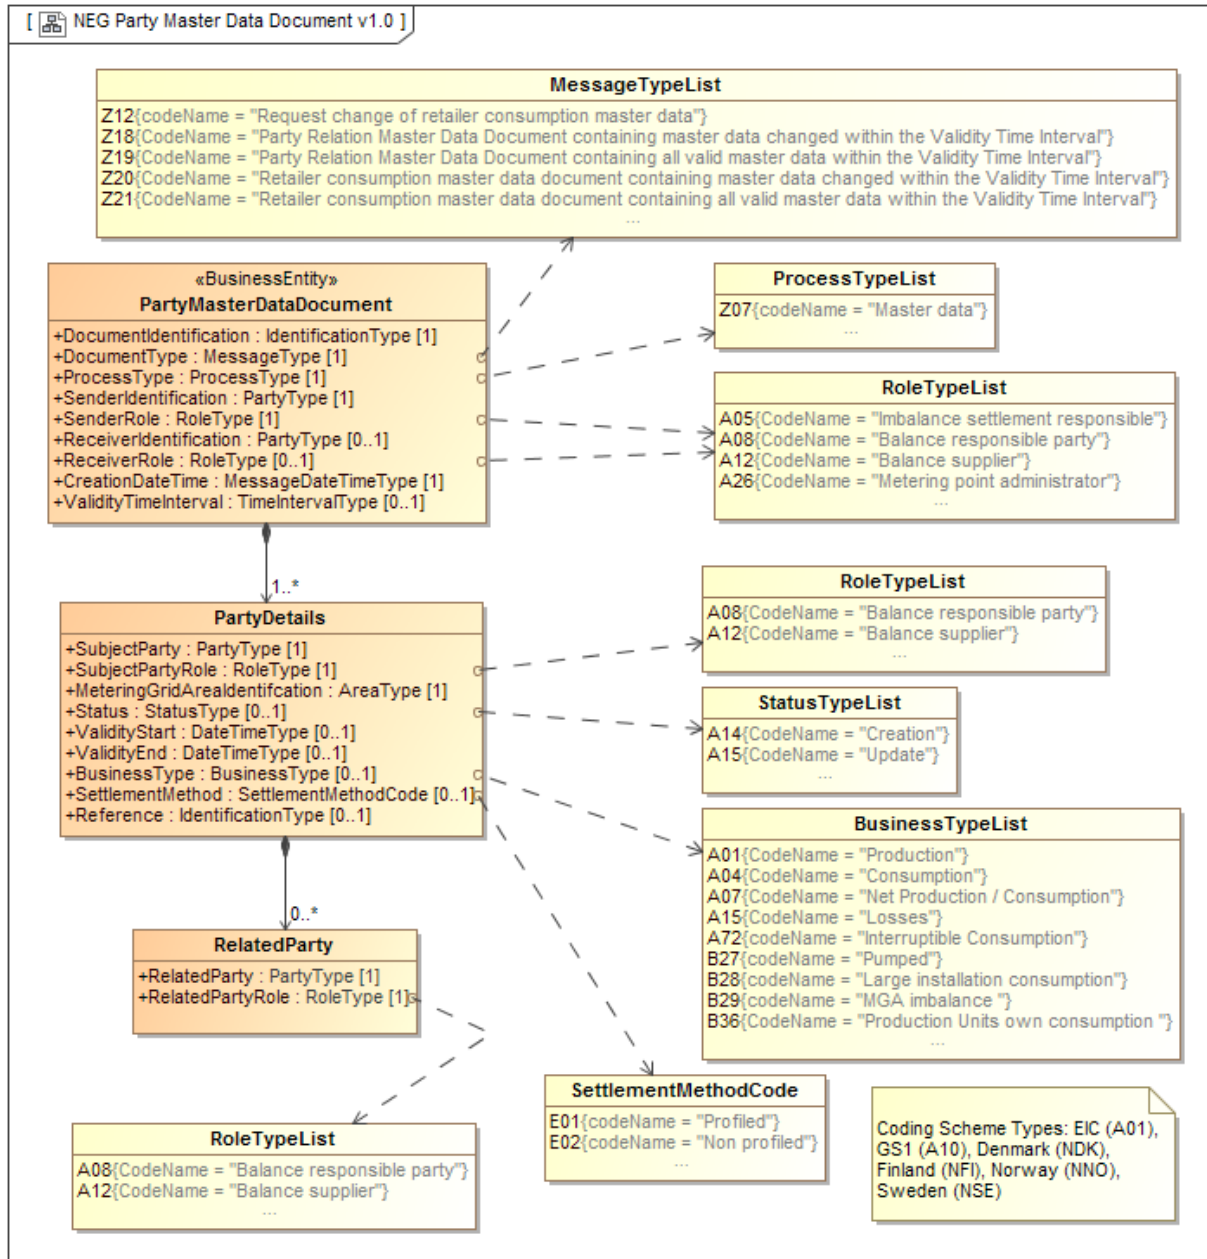 [ NEG Party Master Data Document v1.0 ]
MessageTypeList
Z12{codeName = "Request change of retailer consumption master data"}
Z18{CodeName = "Party Relation Master Data Document containing master data changed within the Validity Time Interval"}
Z19{CodeName = "Party Relation Master Data Document containing all valid master data within the Validity Time Interval"}
Z20{CodeName = "Retailer consumption master data document containing master data changed within the Validity Time Interval"}
Z21{CodeName = "Retailer consumption master data document containing all valid master data within the Validity Time Interval"}
...
«BusinessEntity»
PartyMasterDataDocument
+DocumentIdentification : IdentificationType [1]
+DocumentType : MessageType [1]
+ProcessType : ProcessType [1]
+SenderIdentification : PartyType [1]
+SenderRole : RoleType [1]
+ReceiverIdentification : PartyType [0..1]
+ReceiverRole : RoleType [0..1]
+CreationDateTime : MessageDateTimeType [1]
+ValidityTimeInterval : TimeIntervalType [0..1]
ProcessTypeList
Z07{codeName = "Master data"}
...
RoleTypeList
A05{CodeName = "Imbalance settlement responsible"}
A08{CodeName = "Balance responsible party"}
A12{CodeName = "Balance supplier"}
A26{CodeName = "Metering point administrator"}
...
1..*
PartyDetails
+SubjectParty : PartyType [1]
+SubjectPartyRole : RoleType [1]
+MeteringGridAreaIdentifcation : AreaType [1]
+Status : StatusType [0..1]
+ValidityStart : DateTimeType [0..1]
+ValidityEnd : DateTimeType [0..1]
+BusinessType : BusinessType [0..1]
+SettlementMethod : SettlementMethodCode [0..1]
+Reference : IdentificationType [0..1]
RoleTypeList
A08{CodeName = "Balance responsible party"}
A12{CodeName = "Balance supplier"}
...
StatusTypeList
A14{CodeName = "Creation"}
A15{CodeName = "Update"}
...
BusinessTypeList
A01{CodeName = "Production"}
A04{CodeName = "Consumption"}
A07{CodeName = "Net Production / Consumption"}
A15{CodeName = "Losses"}
A72{codeName = "Interruptible Consumption"}
B27{codeName = "Pumped"}
B28{codeName = "Large installation consumption"}
B29{codeName = "MGA imbalance "}
B36{CodeName = "Production Units own consumption "}
...
0..*
RelatedParty
+RelatedParty : PartyType [1]
+RelatedPartyRole : RoleType [1]
SettlementMethodCode
E01{codeName = "Profiled"}
E02{codeName = "Non profiled"}
...
RoleTypeList
A08{CodeName = "Balance responsible party"}
A12{CodeName = "Balance supplier"}
...
Coding Scheme Types: EIC (A01),
GS1 (A10), Denmark (NDK),
Finland (NFI), Norway (NNO),
Sweden (NSE)